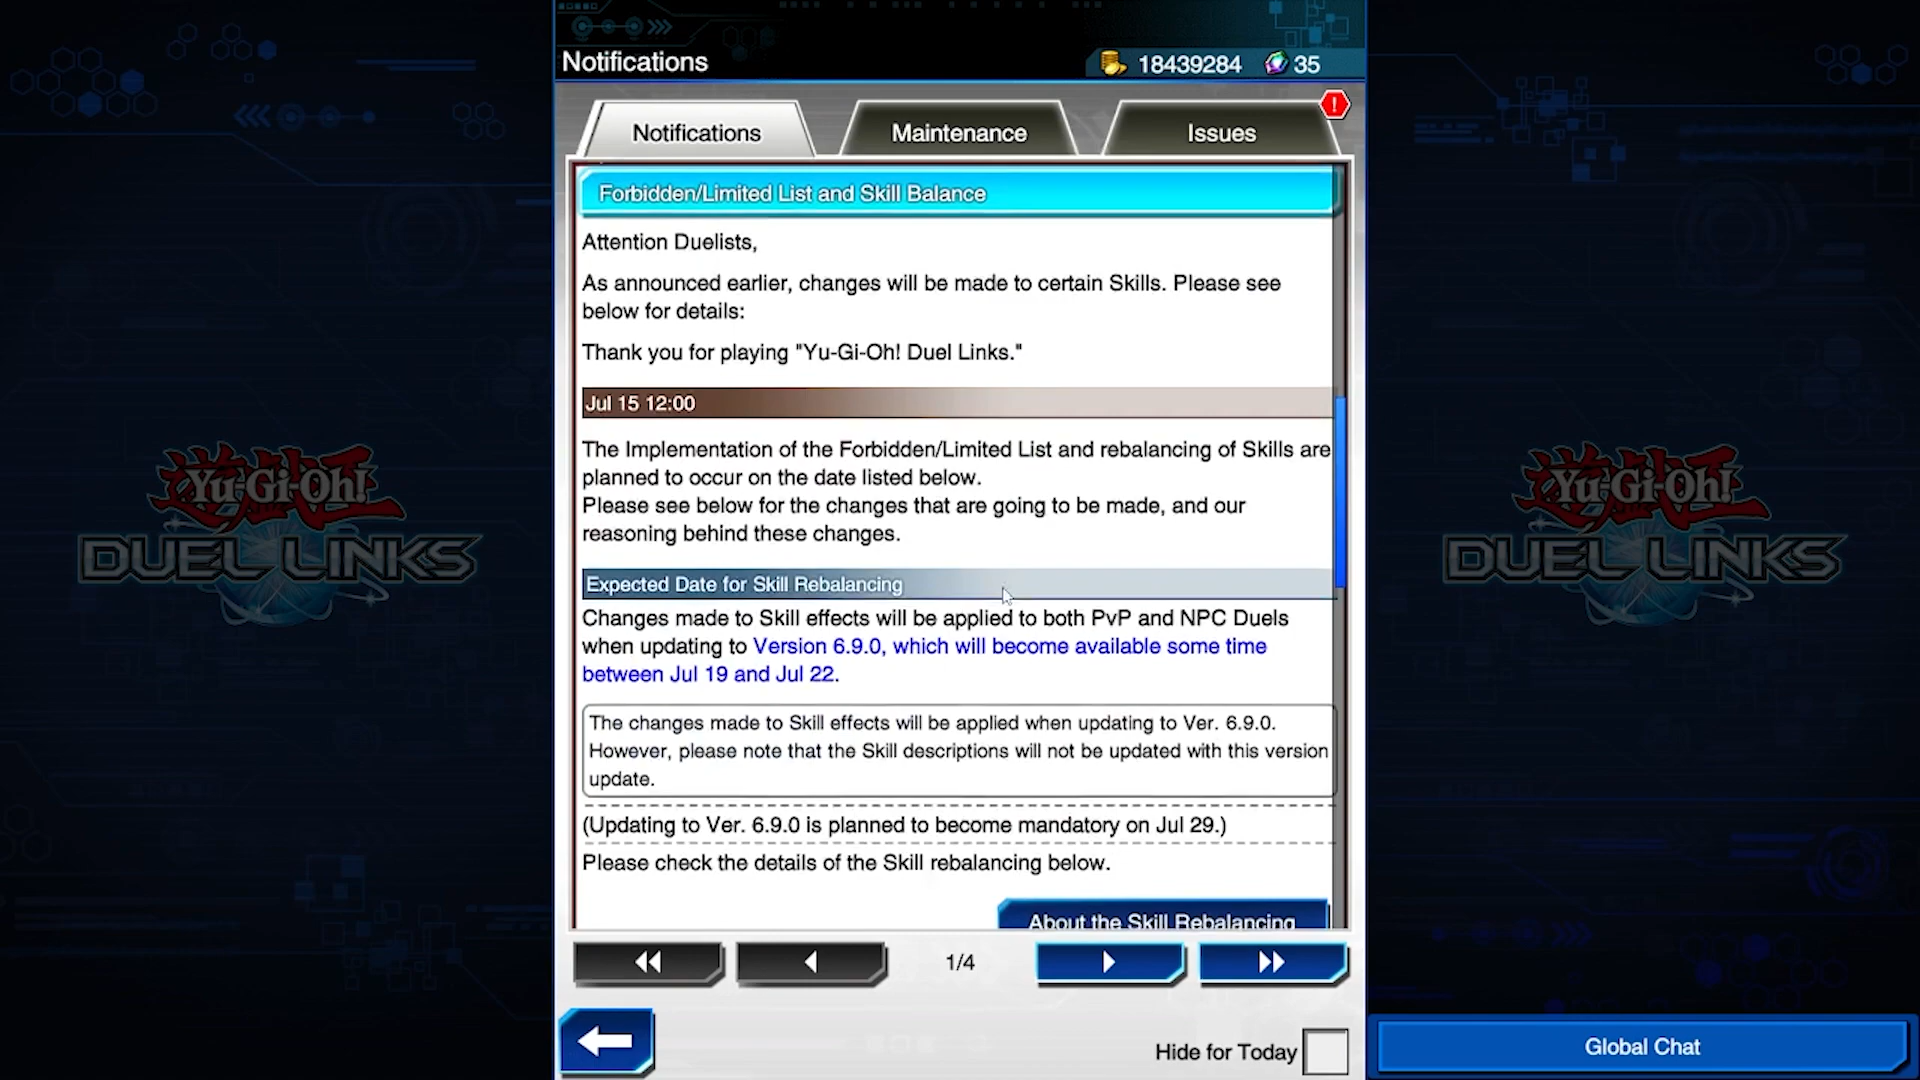 Notifications
18439284
35
Notifications
Maintenance
Issues
!
Forbidden/Limited List and Skill Balance
Attention Duelists,
As announced earlier, changes will be made to certain Skills. Please see
below for details:
Thank you for playing "Yu-Gi-Oh! Duel Links."
Jul 15 12:00
The Implementation of the Forbidden/Limited List and rebalancing of Skills are
planned to occur on the date listed below.
Please see below for the changes that are going to be made, and our
reasoning behind these changes.
Expected Date for Skill Rebalancing
Changes made to Skill effects will be applied to both PvP and NPC Duels
when updating to Version 6.9.0, which will become available some time
between Jul 19 and Jul 22.
The changes made to Skill effects will be applied when updating to Ver. 6.9.0.
However, please note that the Skill descriptions will not be updated with this version
update.
(Updating to Ver. 6.9.0 is planned to become mandatory on Jul 29.)
Please check the details of the Skill rebalancing below.
About the Skill Rebalancing
1/4
Hide for Today
Global Chat
Yu-Gi-Oh!
DUEL LINKS
Yu-Gi-Oh!
DUEL LINKS